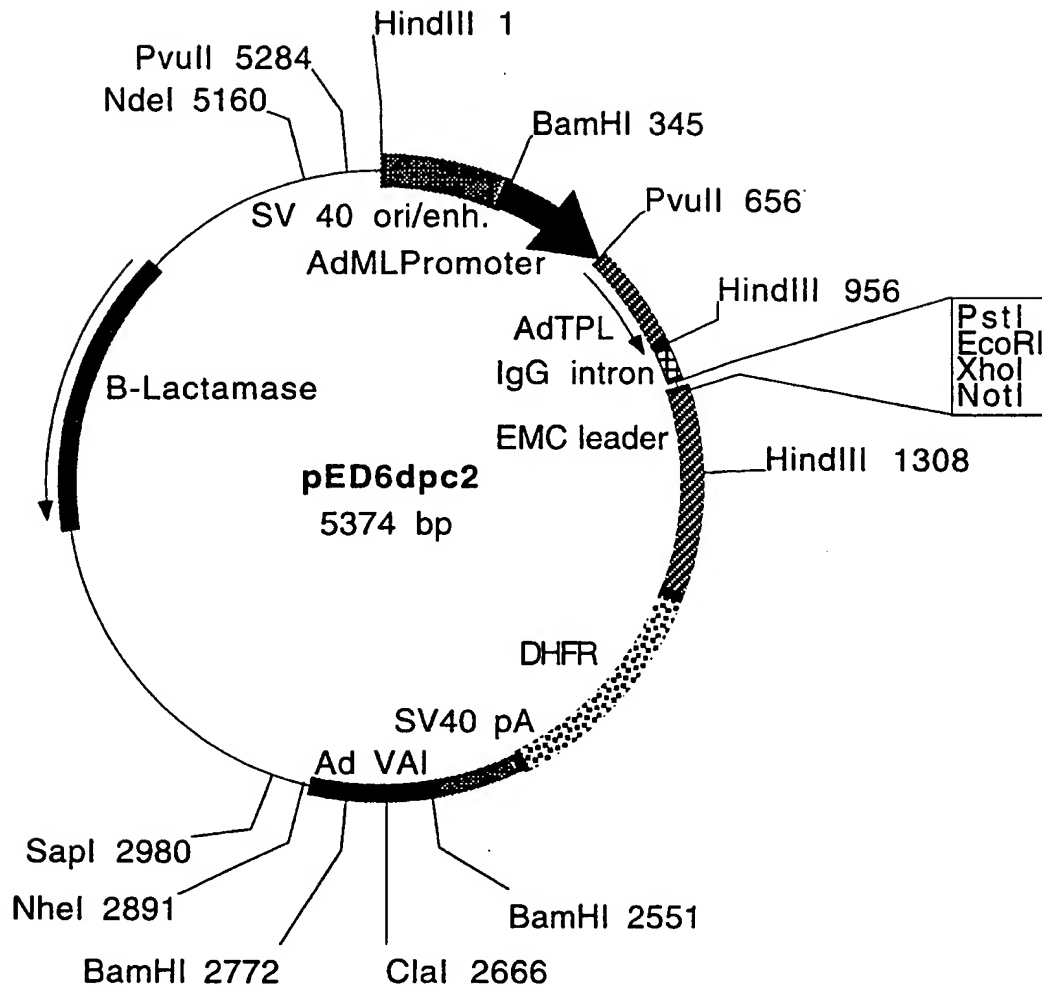 HindIII 1
PvuII 5284
NdeI 5160
BamHI 345
SV 40 ori/enh.
PvuII 656
AdMLPromoter
HindIII 956
AdTPL
PstI
EcoRI
XhoI
NotI
IgG intron
B-Lactamase
EMC leader
HindIII 1308
pED6dpc2
5374 bp
DHFR
SV40 pA
Ad VAI
SapI 2980
NheI 2891
BamHI 2551
BamHI 2772
ClaI 2666